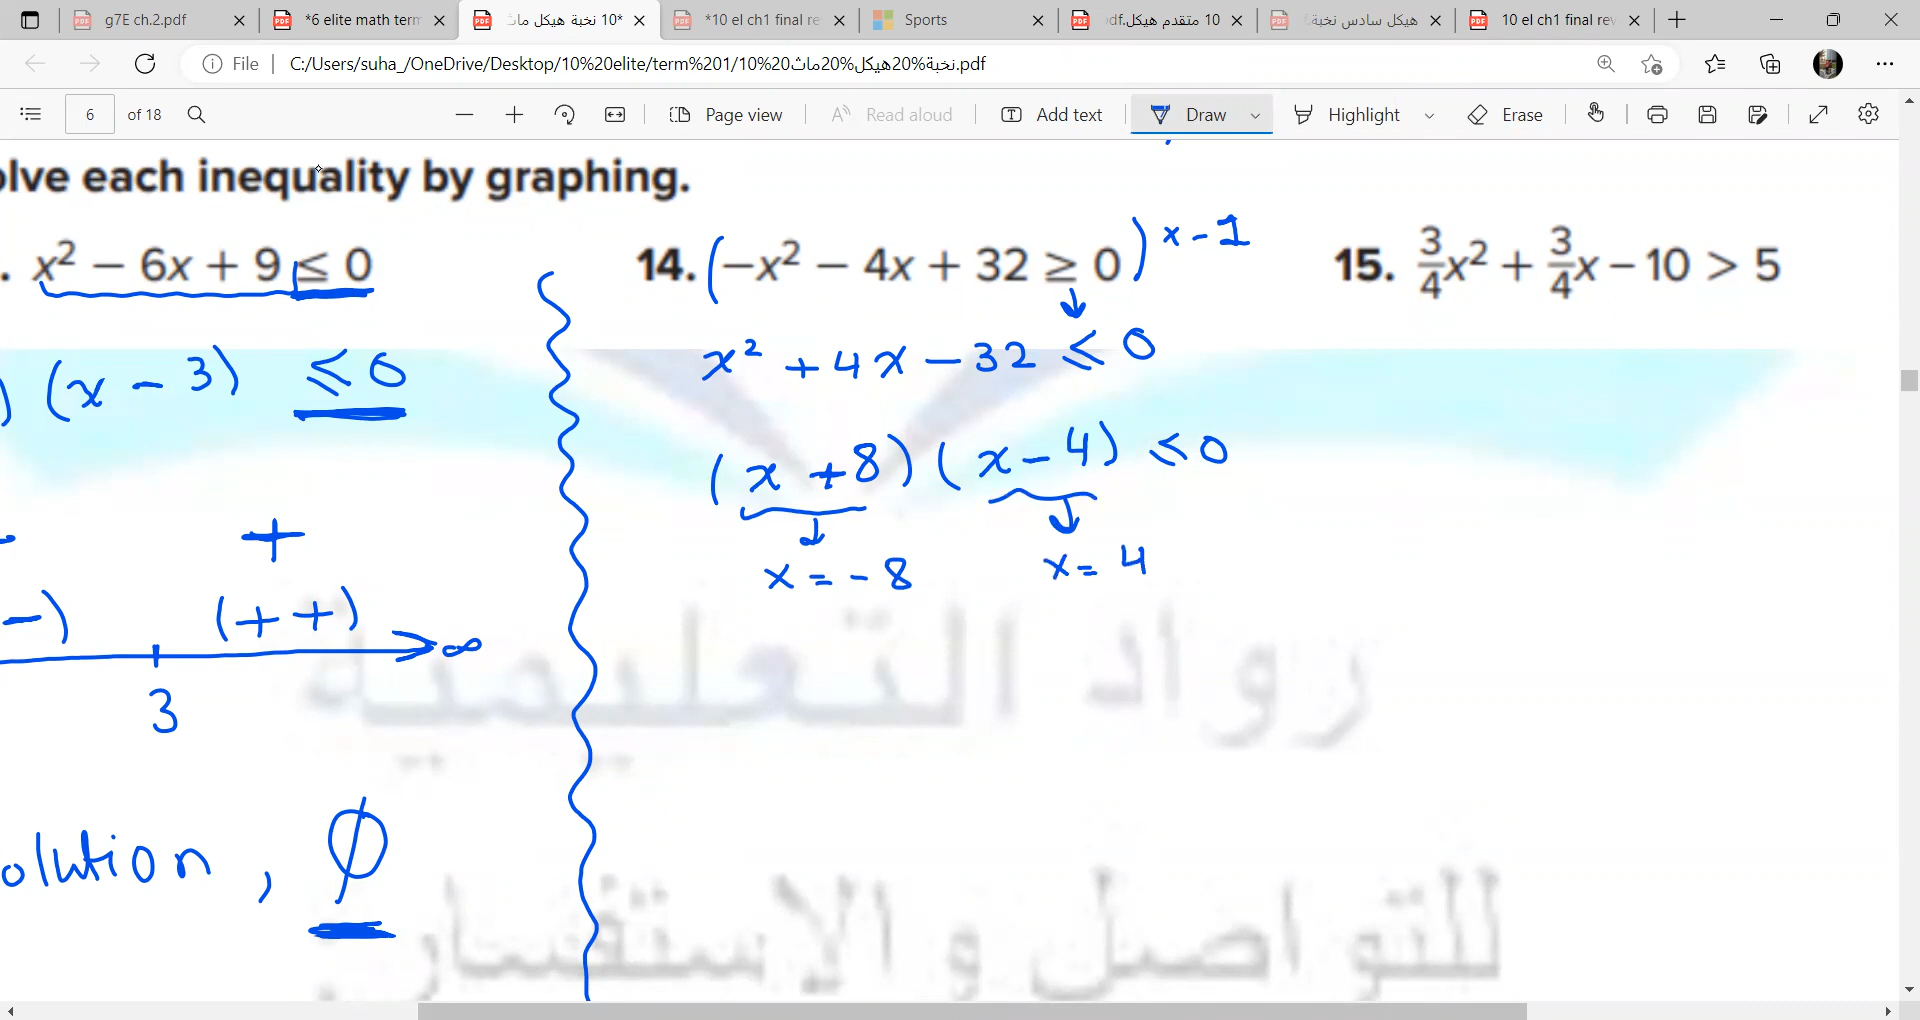 g7E ch.2.pdf
*6 elite math term
*10 نخبة هيكل ماث
*10 el ch1 final re
Sports
10 متقدم هيكل.pdf
هيكل سادس نخبة
10 el ch1 final rev
File
C:/Users/suha_/OneDrive/Desktop/10%20elite/term%201/10%20نخبة%20هيكل%20ماث.pdf
6 of 18
Page view
Read aloud
Add text
Draw
Highlight
Erase
olve each inequality by graphing.
. x² − 6x + 9 ≤ 0
14. (−x² − 4x + 32 ≥ 0) x −1
15. 3/4x² + 3/4x − 10 > 5
) (x − 3) ≤ 0
x² + 4x − 32 ≤ 0
(x + 8)(x − 4) ≤ 0
x = −8
x = 4
- +
−) (+ +)
∞
3
olution, ∅
رواد التعليمية
للتواصل و الإستفسار